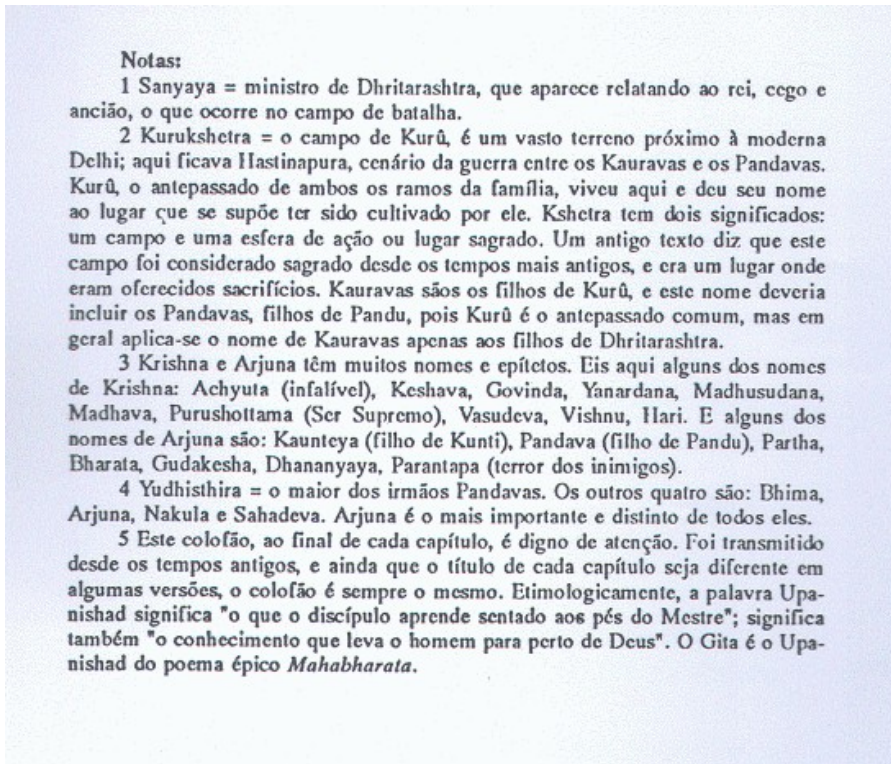 Notas:
1 Sanyaya = ministro de Dhritarashtra, que aparece relatando ao rei, cego e
ancião, o que ocorre no campo de batalha.
2 Kurukshetra = o campo de Kurû, é um vasto terreno próximo à moderna
Delhi; aqui ficava Hastinapura, cenário da guerra entre os Kauravas e os Pandavas.
Kurû, o antepassado de ambos os ramos da família, viveu aqui e deu seu nome
ao lugar que se supõe ter sido cultivado por ele. Kshetra tem dois significados:
um campo e uma esfera de ação ou lugar sagrado. Um antigo texto diz que este
campo foi considerado sagrado desde os tempos mais antigos, e era um lugar onde
eram oferecidos sacrifícios. Kauravas sãos os filhos de Kurû, e este nome deveria
incluir os Pandavas, filhos de Pandu, pois Kurû é o antepassado comum, mas em
geral aplica-se o nome de Kauravas apenas aos filhos de Dhritarashtra.
3 Krishna e Arjuna têm muitos nomes e epítetos. Eis aqui alguns dos nomes
de Krishna: Achyuta (infalível), Keshava, Govinda, Yanardana, Madhusudana,
Madhava, Purushottama (Ser Supremo), Vasudeva, Vishnu, Hari. E alguns dos
nomes de Arjuna são: Kaunteya (filho de Kunti), Pandava (filho de Pandu), Partha,
Bharata, Gudakesha, Dhananyaya, Parantapa (terror dos inimigos).
4 Yudhisthira = o maior dos irmãos Pandavas. Os outros quatro são: Bhima,
Arjuna, Nakula e Sahadeva. Arjuna é o mais importante e distinto de todos eles.
5 Este colofão, ao final de cada capítulo, é digno de atenção. Foi transmitido
desde os tempos antigos, e ainda que o título de cada capítulo seja diferente em
algumas versões, o colofão é sempre o mesmo. Etimologicamente, a palavra Upa-
nishad significa "o que o discípulo aprende sentado aos pés do Mestre"; significa
também "o conhecimento que leva o homem para perto de Deus". O Gita é o Upa-
nishad do poema épico Mahabharata.